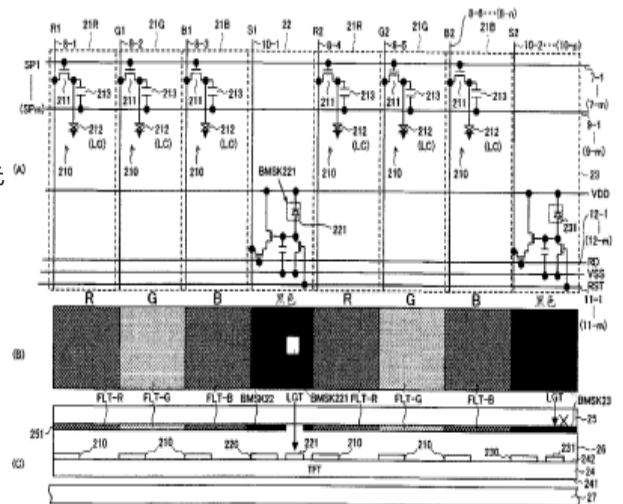 R1 8-1 21R G1 8-2 21G B1 8-3 21B S1 10-1 22 R2 8-4 21R G2 8-5 21G B2 8-6···(8-n) 21B S2 10-2···(10-p)
SP1
(SPm)
7-1
(7-m)
9-1
(9-m)
211 213 211 213 211 213 211 213 211 213 211 213
212 212 212 212 212 212
(LC) (LC) (LC) (LC) (LC) (LC)
210 210 210 210 210 210
(A)
BMSK221
221
231
23
VDD
12-1
(12-m)
RD
VSS
RST
11-1
(11-m)
R G B 黑色 R G B 黑色
(B)
FLT-R FLT-G FLT-B BMSK22 LGT BMSK221 FLT-R FLT-G FLT-B LGT BMSK23
25
251
210 210 220 221 210 210 230 231
26
242
(C)
TFT
24
241
27